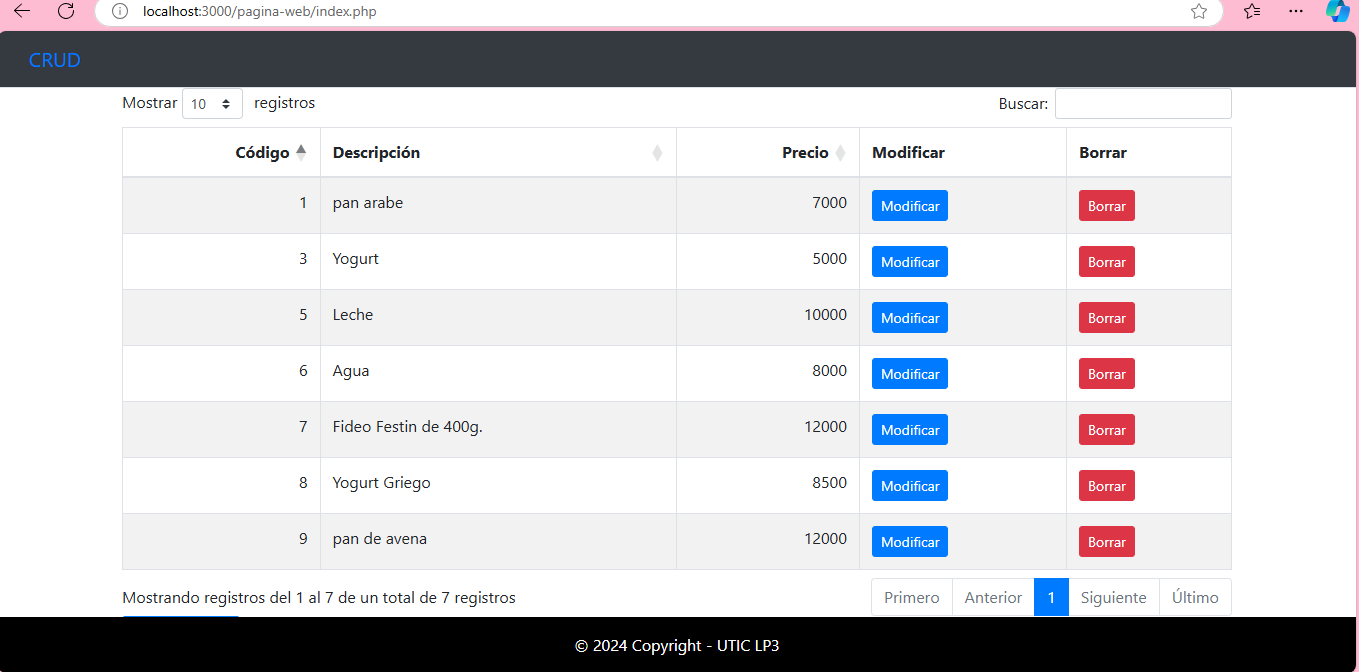 localhost:3000/pagina-web/index.php
CRUD
Mostrar 10 registros Buscar:
Código Descripción Precio Modificar Borrar
1 pan arabe 7000 Modificar Borrar
3 Yogurt 5000 Modificar Borrar
5 Leche 10000 Modificar Borrar
6 Agua 8000 Modificar Borrar
7 Fideo Festin de 400g. 12000 Modificar Borrar
8 Yogurt Griego 8500 Modificar Borrar
9 pan de avena 12000 Modificar Borrar
Mostrando registros del 1 al 7 de un total de 7 registros Primero Anterior 1 Siguiente Último
© 2024 Copyright - UTIC LP3